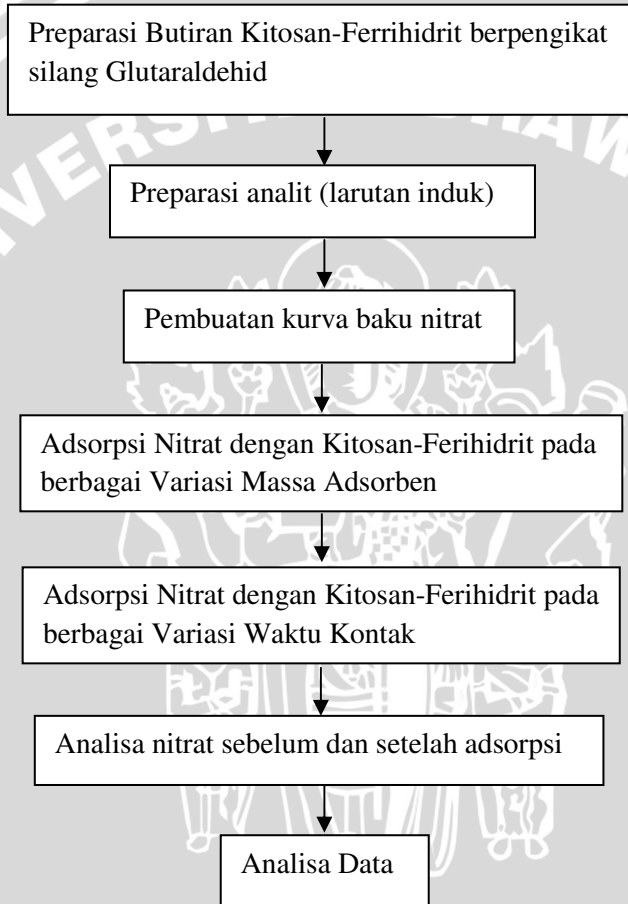 Preparasi Butiran Kitosan-Ferrihidrit berpengikat
silang Glutaraldehid
Preparasi analit (larutan induk)
Pembuatan kurva baku nitrat
Adsorpsi Nitrat dengan Kitosan-Ferihidrit pada
berbagai Variasi Massa Adsorben
Adsorpsi Nitrat dengan Kitosan-Ferihidrit pada
berbagai Variasi Waktu Kontak
Analisa nitrat sebelum dan setelah adsorpsi
Analisa Data